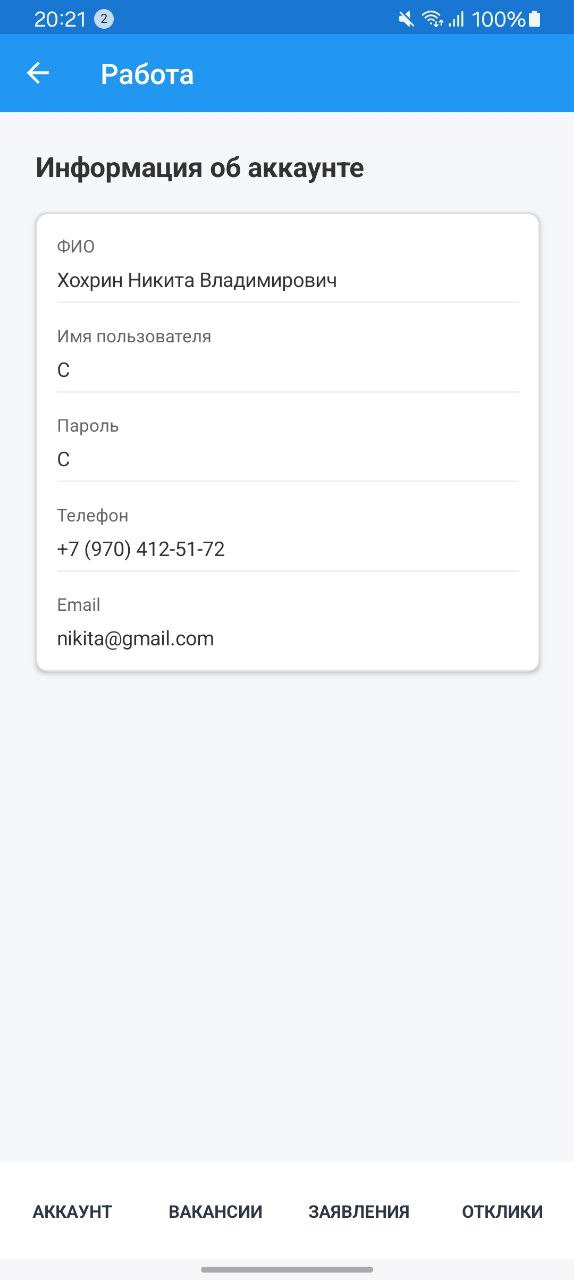 20:21 2 100%
Работа
Информация об аккаунте
ФИО
Хохрин Никита Владимирович
Имя пользователя
С
Пароль
С
Телефон
+7 (970) 412-51-72
Email
nikita@gmail.com
АККАУНТ ВАКАНСИИ ЗАЯВЛЕНИЯ ОТКЛИКИ